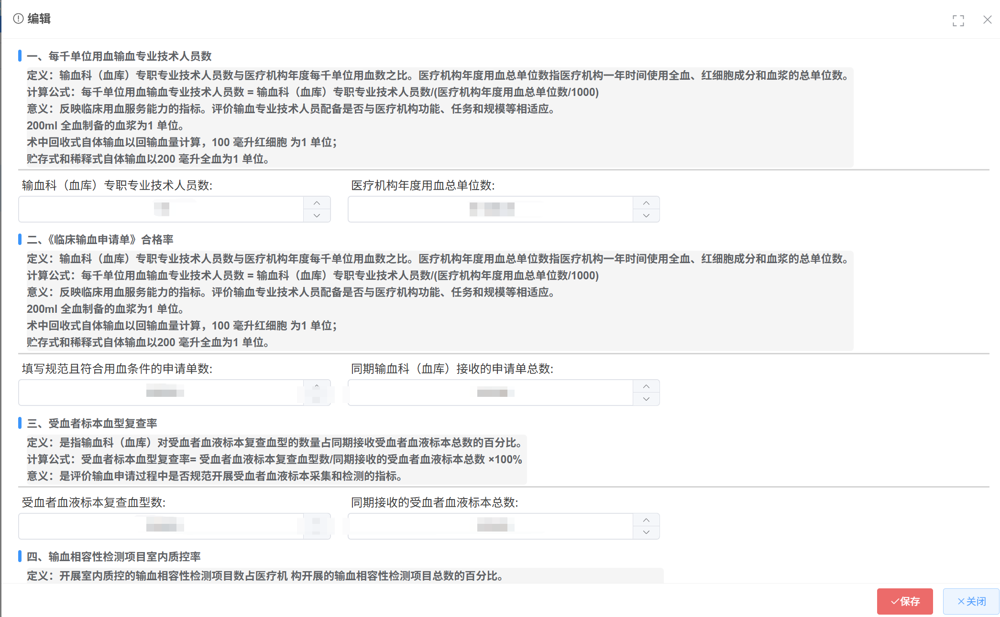 编辑
一、每千单位用血输血专业技术人员数
定义：输血科（血库）专职专业技术人员数与医疗机构年度每千单位用血数之比。医疗机构年度用血总单位数指医疗机构一年时间使用全血、红细胞成分和血浆的总单位数。
计算公式：每千单位用血输血专业技术人员数 = 输血科（血库）专职专业技术人员数/(医疗机构年度用血总单位数/1000)
意义：反映临床用血服务能力的指标。评价输血专业技术人员配备是否与医疗机构功能、任务和规模等相适应。
200ml 全血制备的血浆为1 单位。
术中回收式自体输血以回输血量计算，100 毫升红细胞 为1 单位；
贮存式和稀释式自体输血以200 毫升全血为1 单位。
输血科（血库）专职专业技术人员数: 医疗机构年度用血总单位数:
二、《临床输血申请单》合格率
定义：输血科（血库）专职专业技术人员数与医疗机构年度每千单位用血数之比。医疗机构年度用血总单位数指医疗机构一年时间使用全血、红细胞成分和血浆的总单位数。
计算公式：每千单位用血输血专业技术人员数 = 输血科（血库）专职专业技术人员数/(医疗机构年度用血总单位数/1000)
意义：反映临床用血服务能力的指标。评价输血专业技术人员配备是否与医疗机构功能、任务和规模等相适应。
200ml 全血制备的血浆为1 单位。
术中回收式自体输血以回输血量计算，100 毫升红细胞 为1 单位；
贮存式和稀释式自体输血以200 毫升全血为1 单位。
填写规范且符合用血条件的申请单数: 同期输血科（血库）接收的申请单总数:
三、受血者标本血型复查率
定义：是指输血科（血库）对受血者血液标本复查血型的数量占同期接收受血者血液标本总数的百分比。
计算公式：受血者标本血型复查率= 受血者血液标本复查血型数/同期接收的受血者血液标本总数 ×100%
意义：是评价输血申请过程中是否规范开展受血者血液标本采集和检测的指标。
受血者血液标本复查血型数: 同期接收的受血者血液标本总数:
四、输血相容性检测项目室内质控率
定义：开展室内质控的输血相容性检测项目数占医疗机 构开展的输血相容性检测项目总数的百分比。
保存 关闭